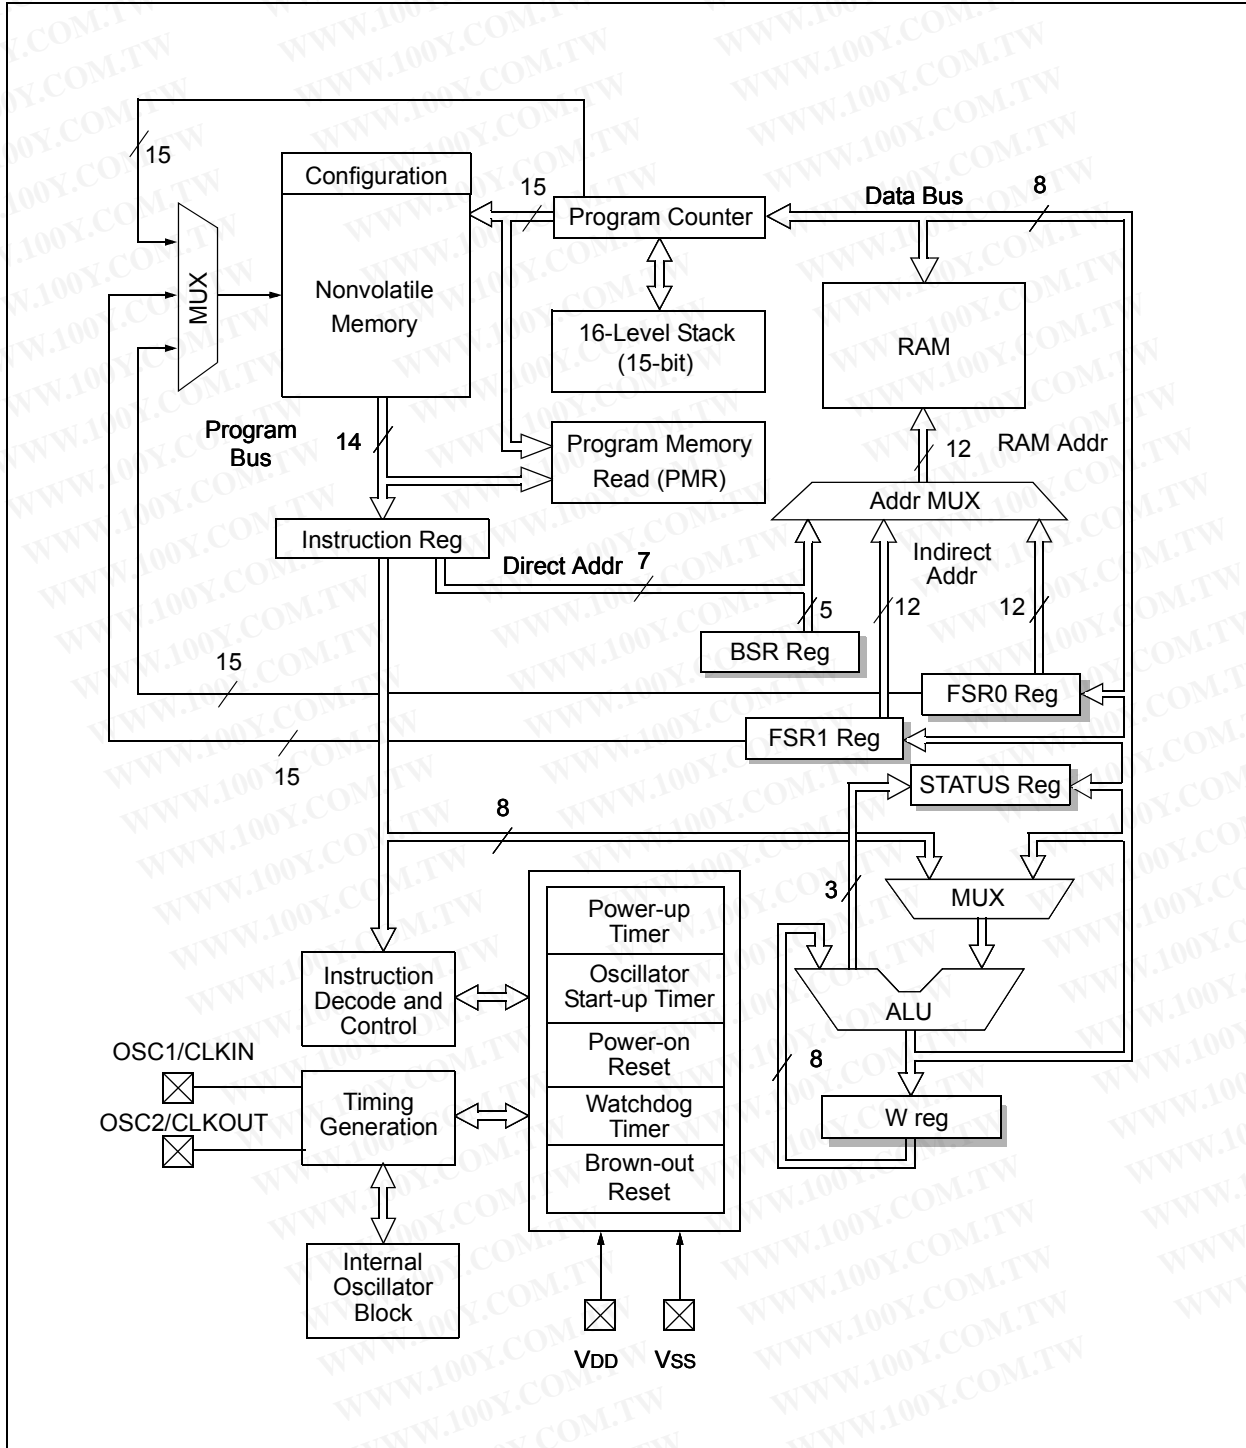 15
Configuration
15
Program Counter
Data Bus
8
MUX
Nonvolatile
Memory
16-Level Stack
(15-bit)
RAM
Program
Bus
14
Program Memory
Read (PMR)
12
RAM Addr
Addr MUX
Instruction Reg
Direct Addr
7
Indirect
Addr
5
12
12
BSR Reg
15
FSR0 Reg
FSR1 Reg
15
STATUS Reg
8
3
MUX
Power-up
Timer
Instruction
Decode and
Control
Oscillator
Start-up Timer
ALU
OSC1/CLKIN
Power-on
Reset
8
OSC2/CLKOUT
Timing
Generation
Watchdog
Timer
W reg
Brown-out
Reset
Internal
Oscillator
Block
VDD
VSS
WWW.100Y.COM.TW